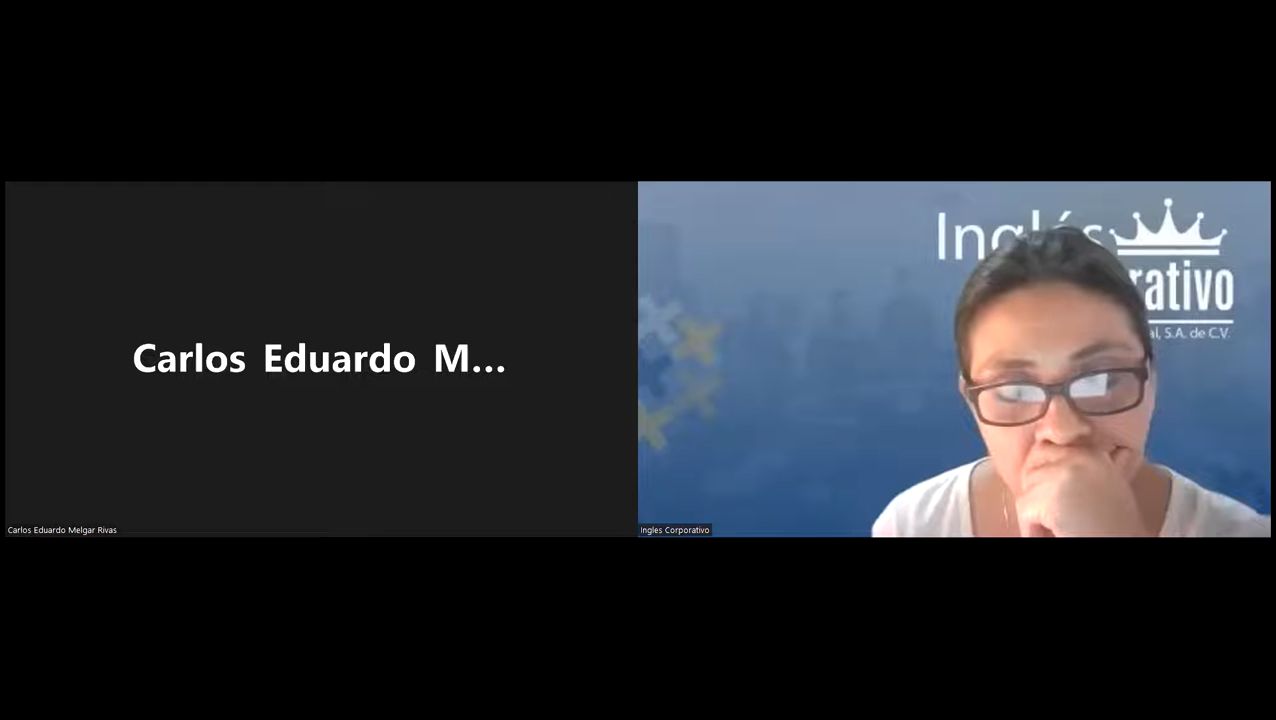 Carlos Eduardo M...
Carlos Eduardo Melgar Rivas
Inglés
rativo
al, S.A. de C.V.
Ingles Corporativo